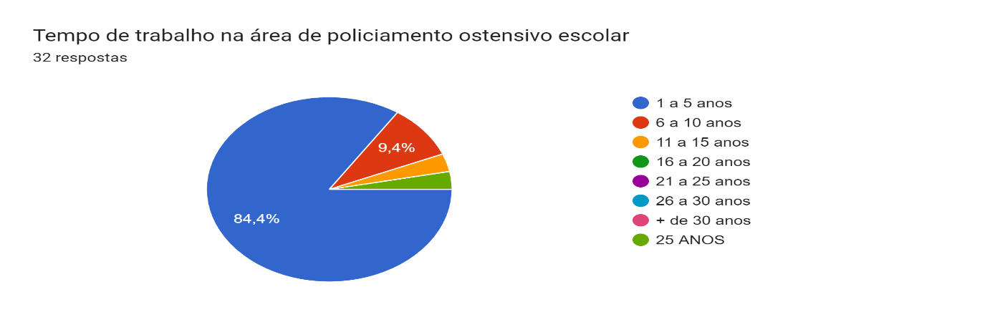 Tempo de trabalho na área de policiamento ostensivo escolar
32 respostas
9,4%
84,4%
1 a 5 anos
6 a 10 anos
11 a 15 anos
16 a 20 anos
21 a 25 anos
26 a 30 anos
+ de 30 anos
25 ANOS